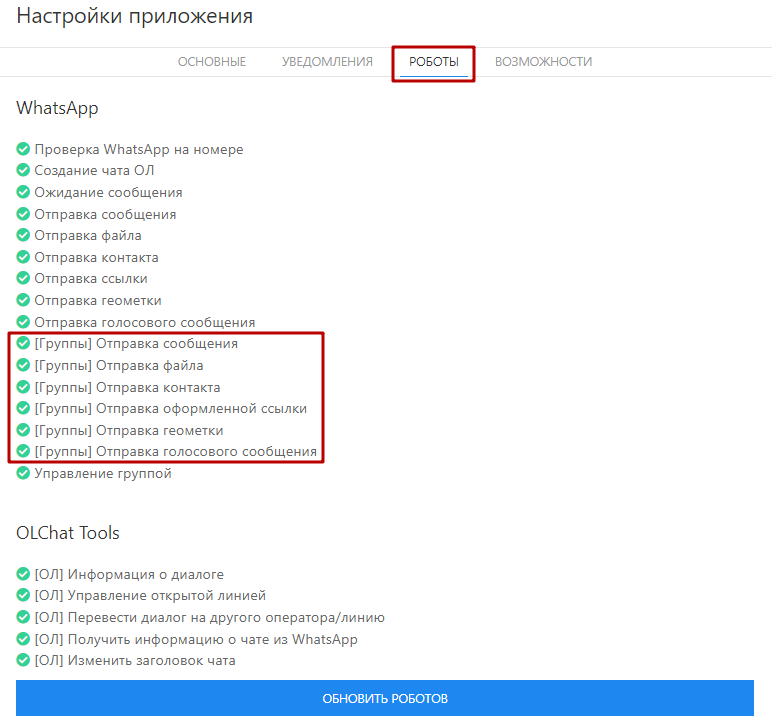 Настройки приложения
ОСНОВНЫЕ УВЕДОМЛЕНИЯ РОБОТЫ ВОЗМОЖНОСТИ
WhatsApp
Проверка WhatsApp на номере
Создание чата ОЛ
Ожидание сообщения
Отправка сообщения
Отправка файла
Отправка контакта
Отправка ссылки
Отправка геометки
Отправка голосового сообщения
[Группы] Отправка сообщения
[Группы] Отправка файла
[Группы] Отправка контакта
[Группы] Отправка оформленной ссылки
[Группы] Отправка геометки
[Группы] Отправка голосового сообщения
Управление группой
OLChat Tools
[ОЛ] Информация о диалоге
[ОЛ] Управление открытой линией
[ОЛ] Перевести диалог на другого оператора/линию
[ОЛ] Получить информацию о чате из WhatsApp
[ОЛ] Изменить заголовок чата
ОБНОВИТЬ РОБОТОВ